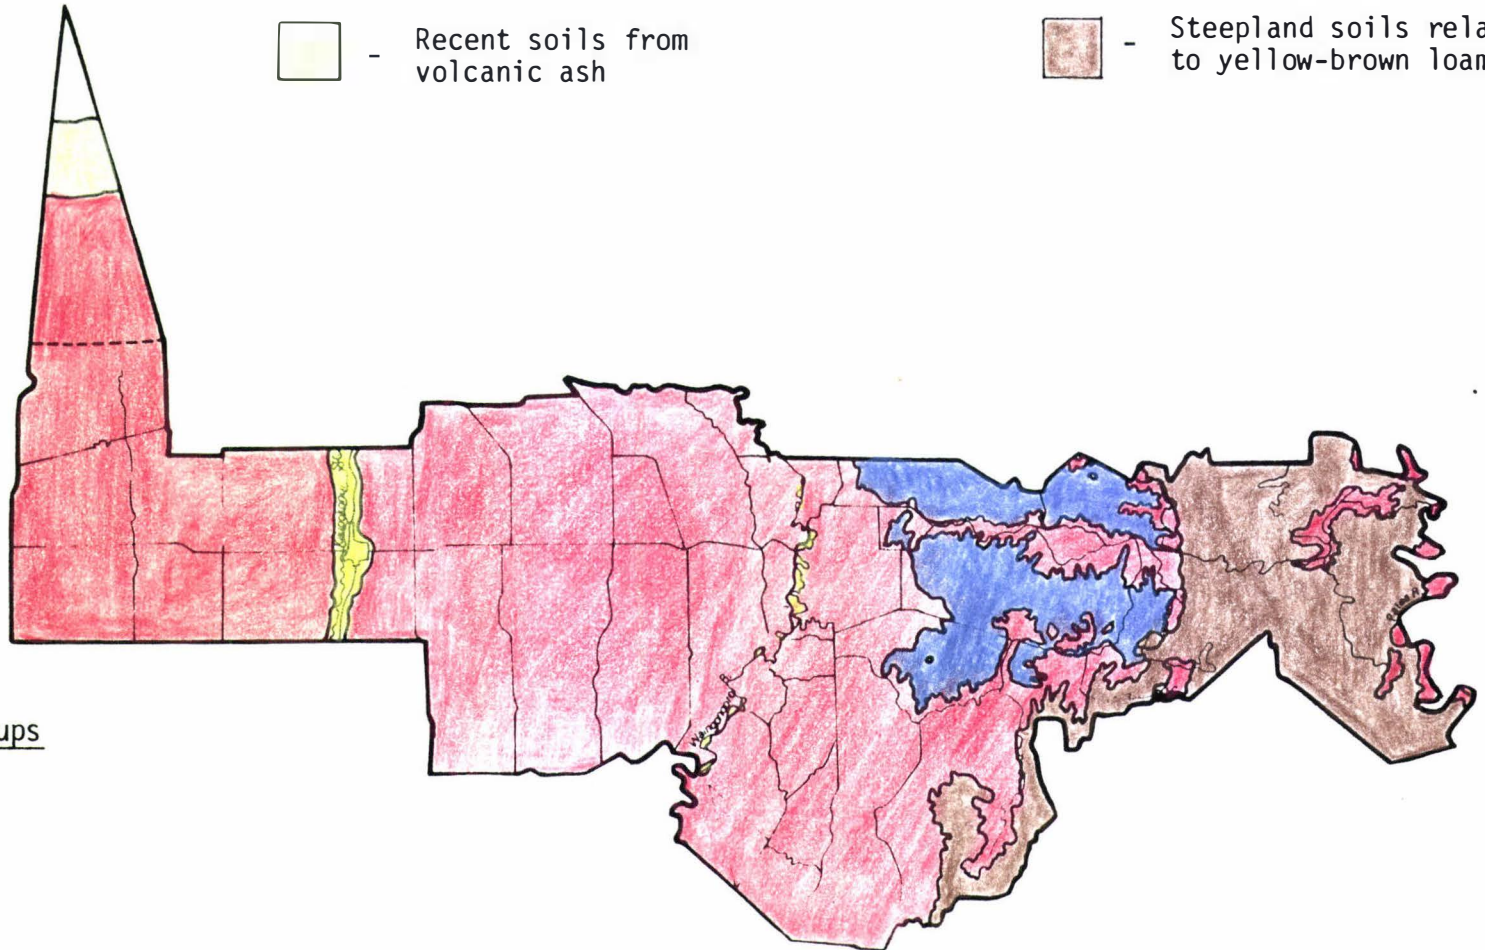 - Recent soils from
volcanic ash
- Steepland soils rela
to yellow-brown loam
ups